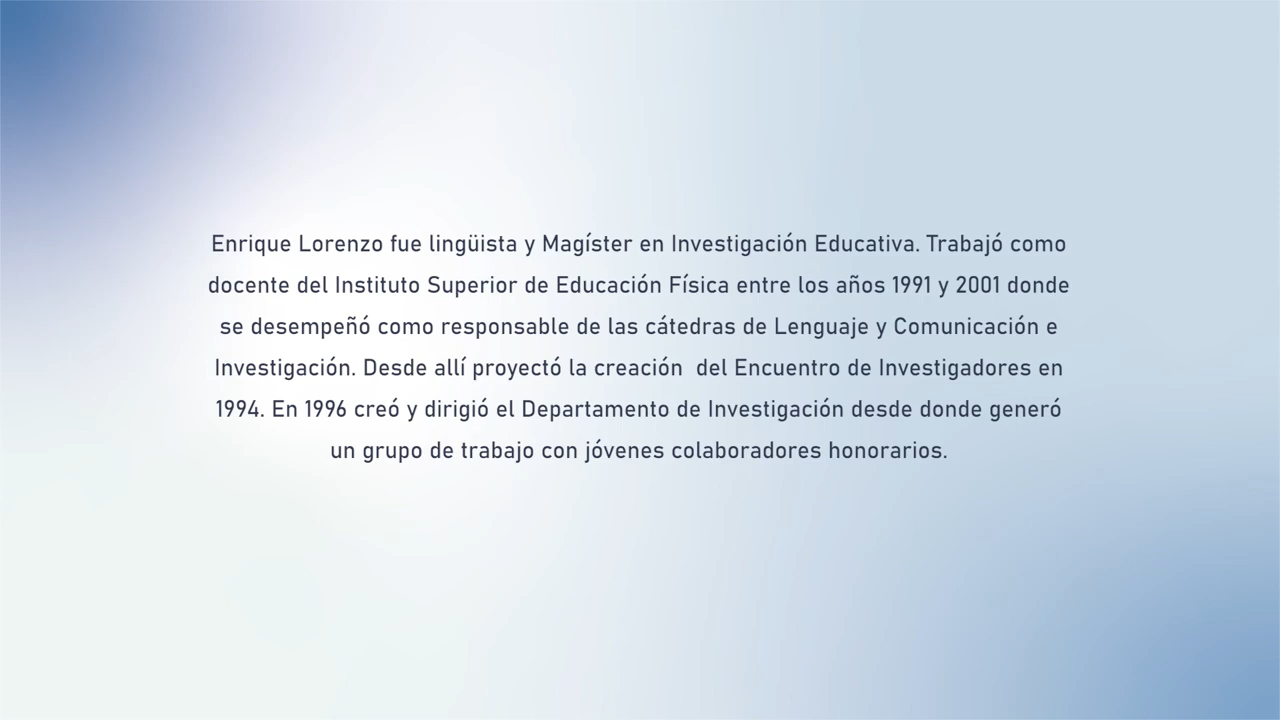 Enrique Lorenzo fue lingüista y Magíster en Investigación Educativa. Trabajó como
docente del Instituto Superior de Educación Física entre los años 1991 y 2001 donde
se desempeñó como responsable de las cátedras de Lenguaje y Comunicación e
Investigación. Desde allí proyectó la creación  del Encuentro de Investigadores en
1994. En 1996 creó y dirigió el Departamento de Investigación desde donde generó
un grupo de trabajo con jóvenes colaboradores honorarios.